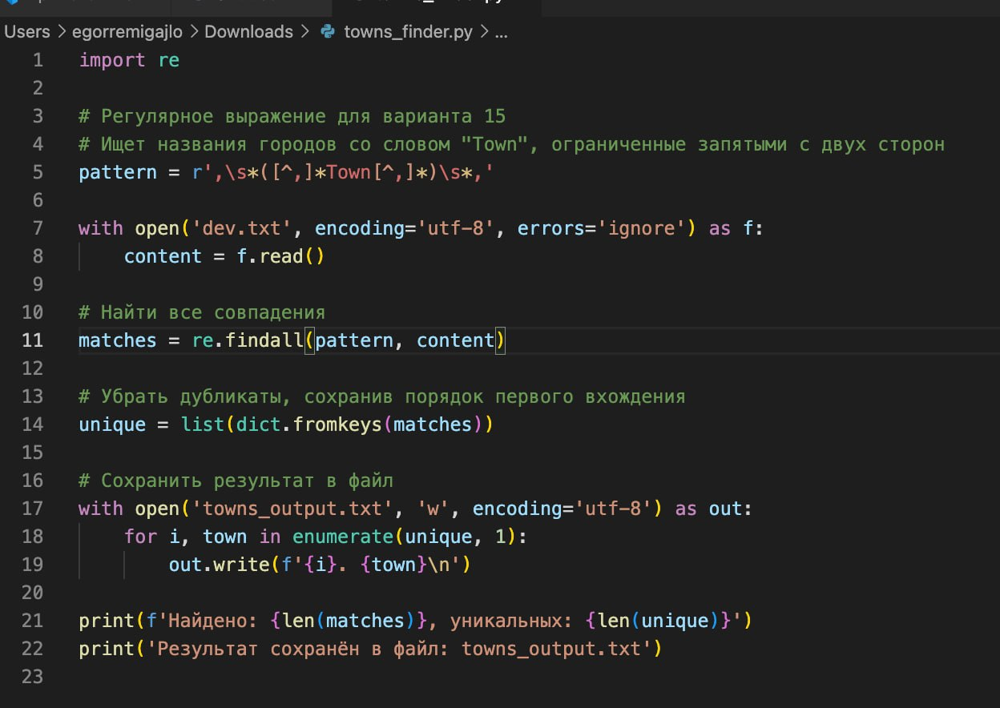 Users > egorremigajlo > Downloads > towns_finder.py > ...
1 import re
2
3 # Регулярное выражение для варианта 15
4 # Ищет названия городов со словом "Town", ограниченные запятыми с двух сторон
5 pattern = r',\s*([^,]*Town[^,]*)\s*,'
6
7 with open('dev.txt', encoding='utf-8', errors='ignore') as f:
8     content = f.read()
9
10 # Найти все совпадения
11 matches = re.findall(pattern, content)
12
13 # Убрать дубликаты, сохранив порядок первого вхождения
14 unique = list(dict.fromkeys(matches))
15
16 # Сохранить результат в файл
17 with open('towns_output.txt', 'w', encoding='utf-8') as out:
18     for i, town in enumerate(unique, 1):
19         out.write(f'{i}. {town}\n')
20
21 print(f'Найдено: {len(matches)}, уникальных: {len(unique)}')
22 print('Результат сохранён в файл: towns_output.txt')
23